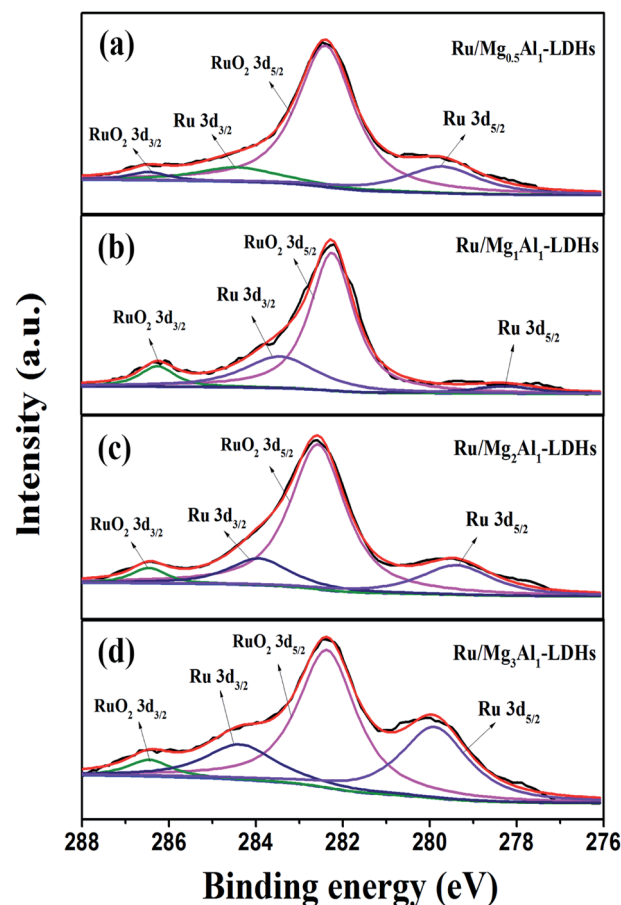 (a)
Ru/Mg₀.₅Al₁-LDHs
RuO₂ 3d₅/₂
RuO₂ 3d₃/₂
Ru 3d₃/₂
Ru 3d₅/₂
(b)
Ru/Mg₁Al₁-LDHs
RuO₂ 3d₅/₂
Ru 3d₃/₂
RuO₂ 3d₃/₂
Ru 3d₅/₂
(c)
Ru/Mg₂Al₁-LDHs
RuO₂ 3d₅/₂
RuO₂ 3d₃/₂
Ru 3d₃/₂
Ru 3d₅/₂
(d)
Ru/Mg₃Al₁-LDHs
RuO₂ 3d₅/₂
Ru 3d₃/₂
RuO₂ 3d₃/₂
Ru 3d₅/₂
Intensity (a.u.)
288 286 284 282 280 278 276
Binding energy (eV)